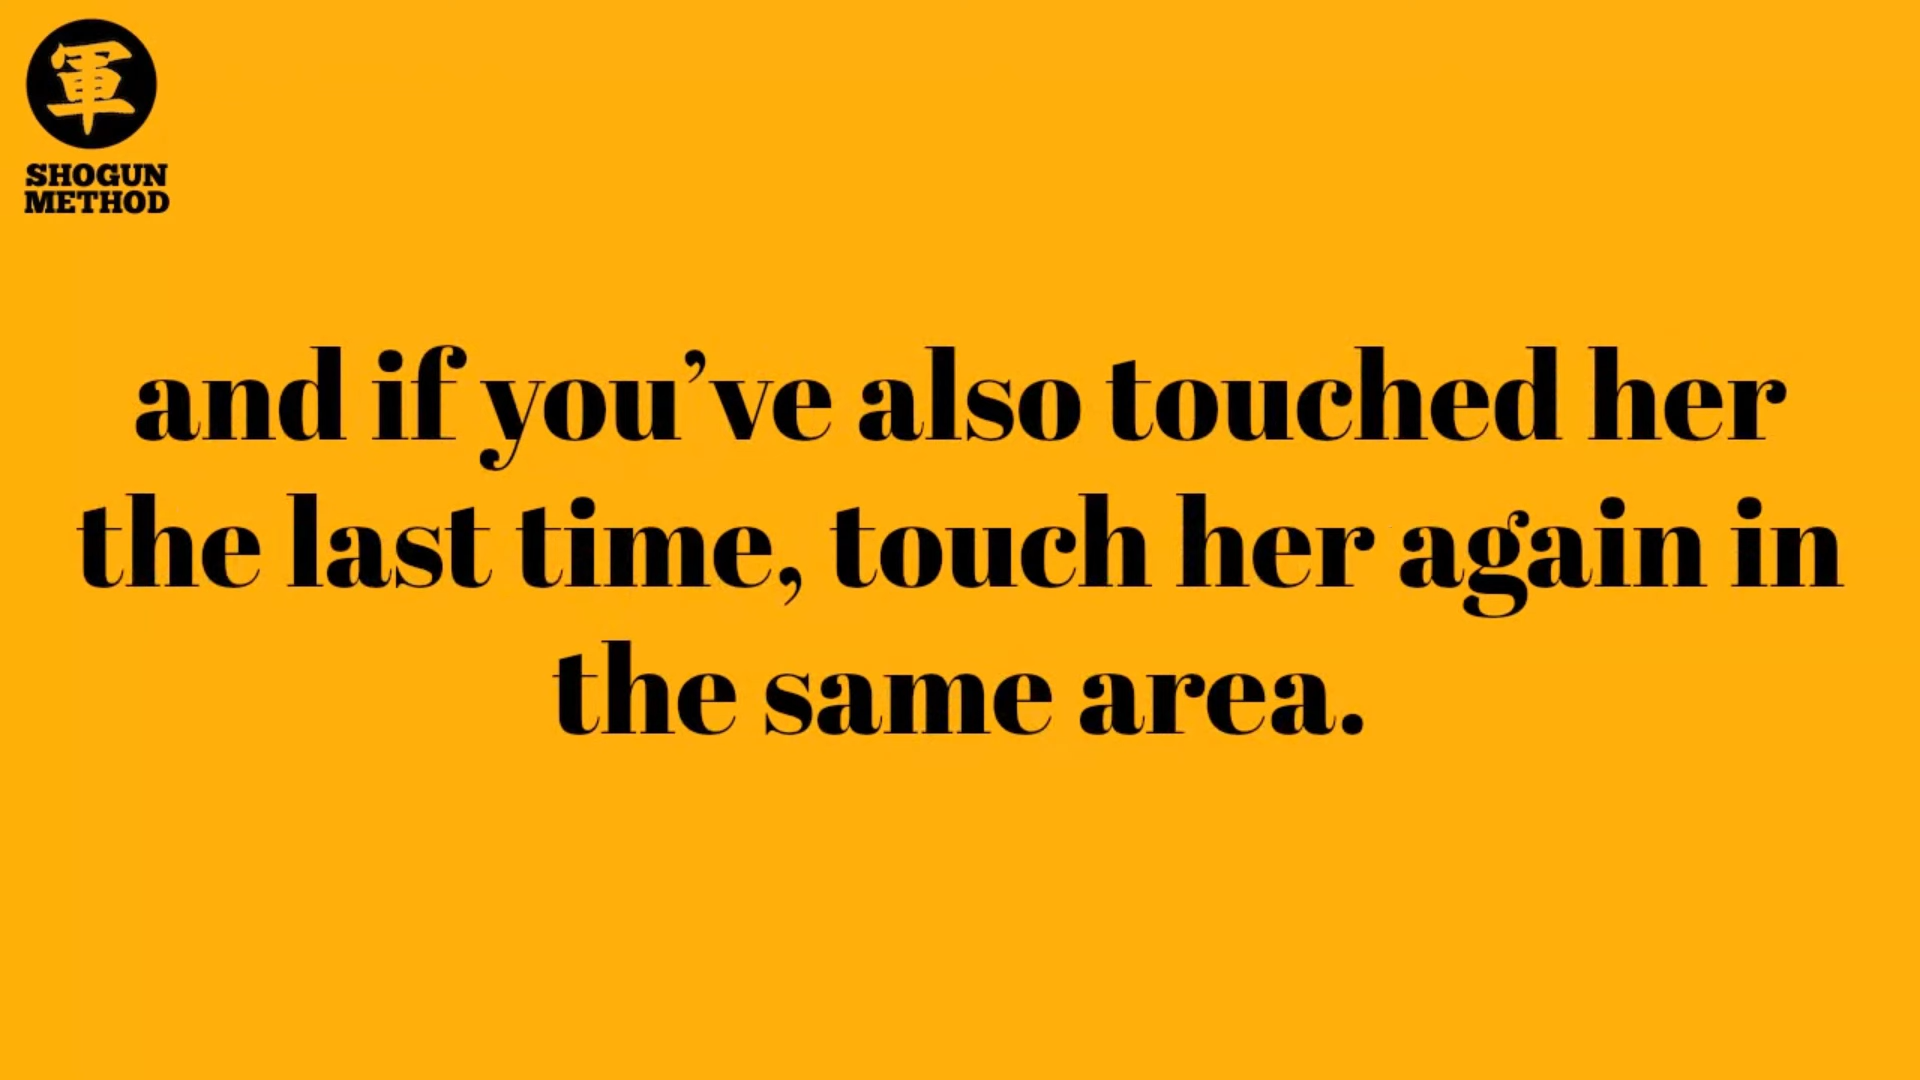 軍
SHOGUN
METHOD
and if you’ve also touched her
the last time, touch her again in
the same area.